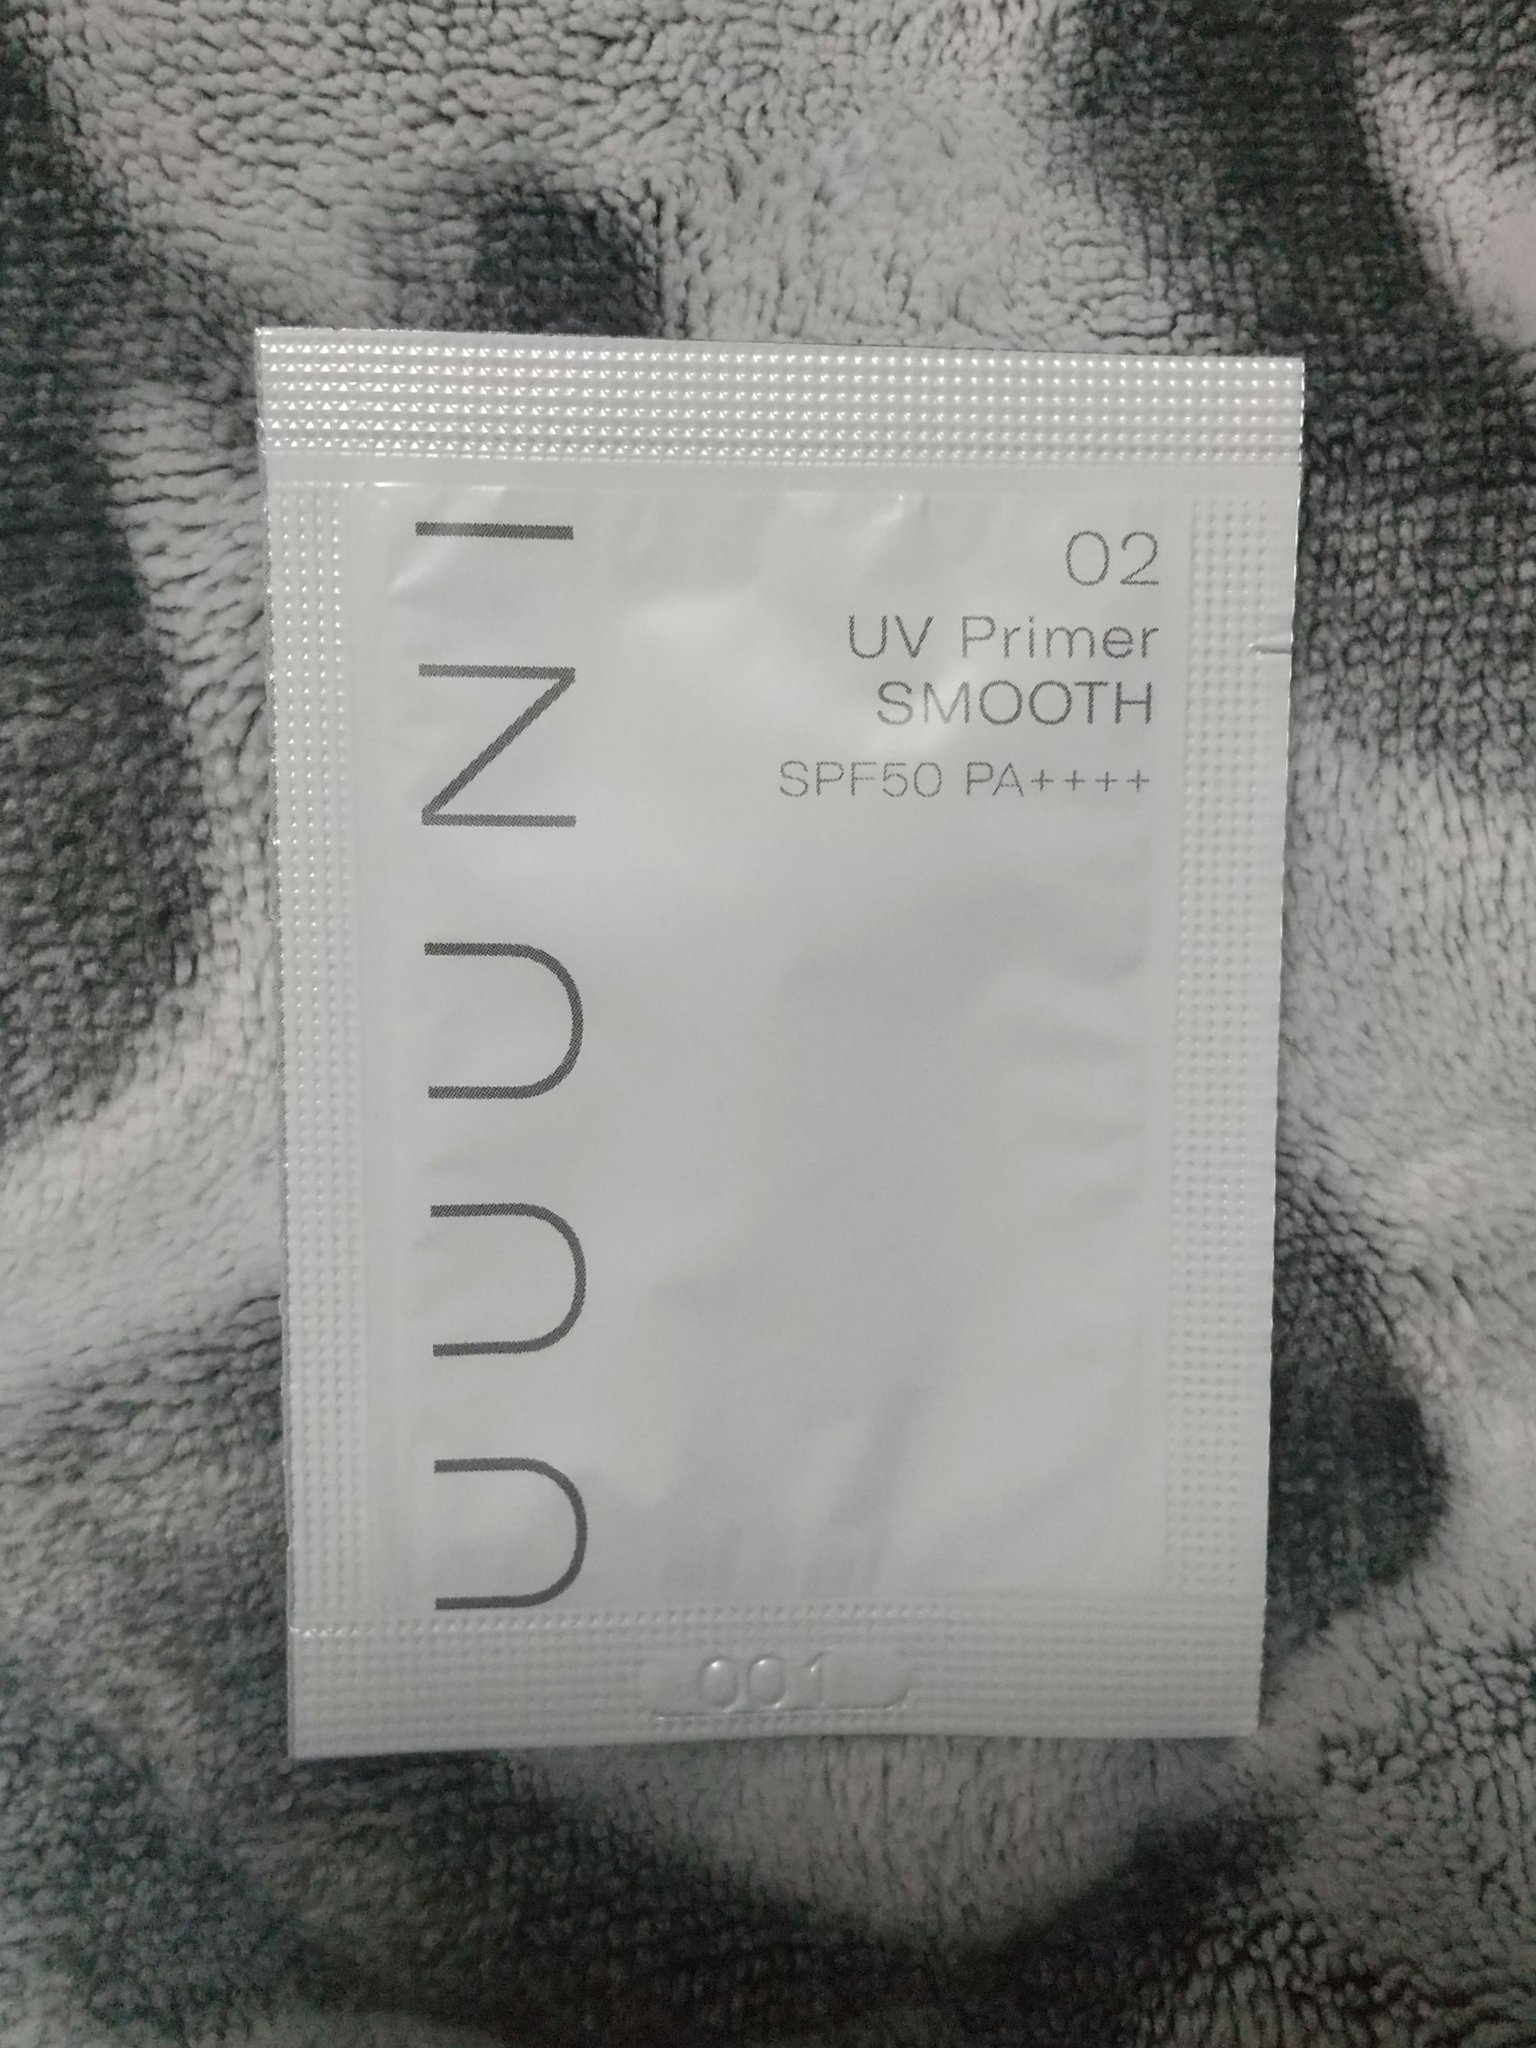 UUUNI
02
UV Primer
SMOOTH
SPF50 PA++++
001